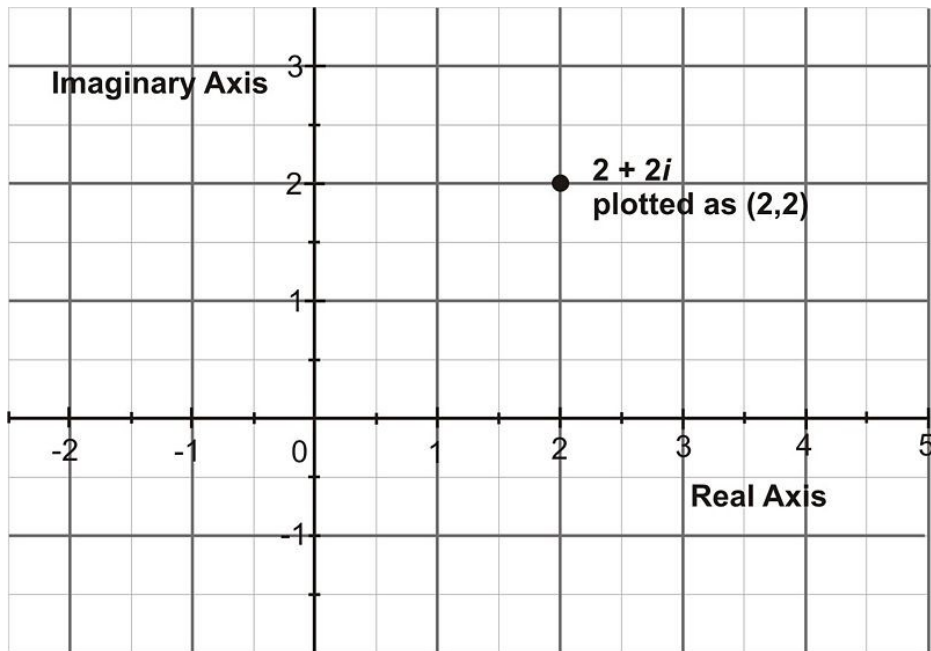 3
Imaginary Axis
2 + 2i
2
plotted as (2,2)
1
-2 -1 0 1 2 3 4 5
Real Axis
-1